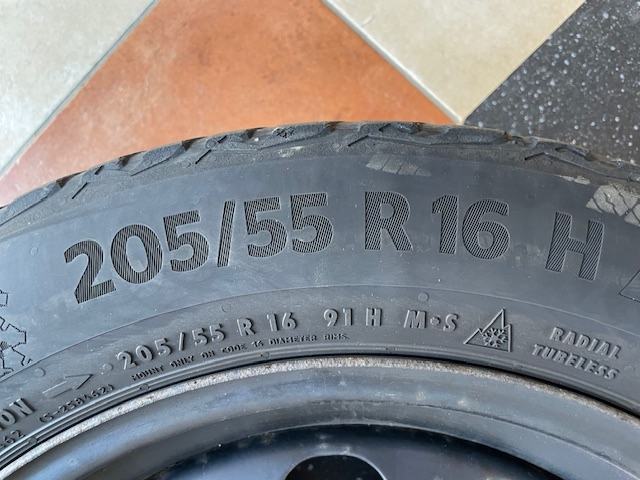 205/55 R 16 H
205/55 R 16 91 H M•S
MOUNT ONLY ON CODE 16 DIAMETER RIMS.
RADIAL
TUBELESS